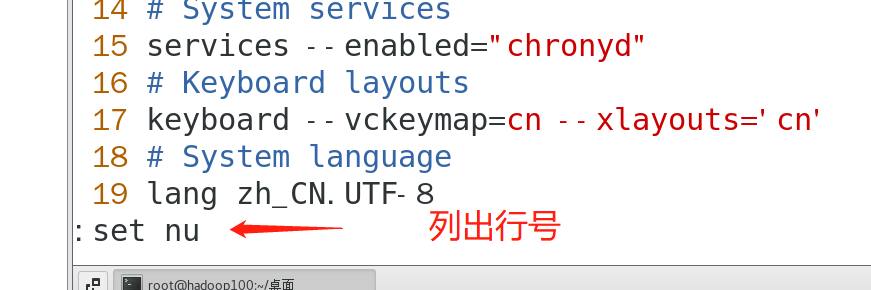 14 # System services
15 services --enabled="chronyd"
16 # Keyboard layouts
17 keyboard --vckeymap=cn --xlayouts='cn'
18 # System language
19 lang zh_CN.UTF-8
:set nu 列出行号
root@hadoop100:~/桌面